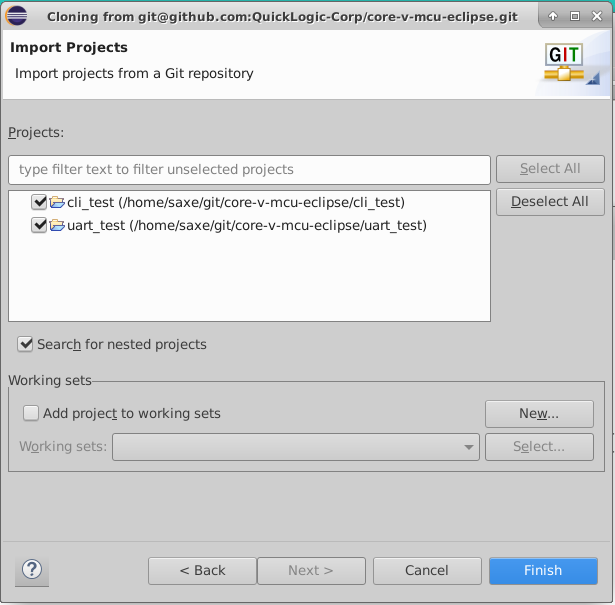 Cloning from git@github.com:QuickLogic-Corp/core-v-mcu-eclipse.git
Import Projects
Import projects from a Git repository
GIT
Projects:
type filter text to filter unselected projects
Select All
cli_test (/home/saxe/git/core-v-mcu-eclipse/cli_test)
Deselect All
uart_test (/home/saxe/git/core-v-mcu-eclipse/uart_test)
Search for nested projects
Working sets
Add project to working sets
New...
Working sets:
Select...
?
< Back
Next >
Cancel
Finish